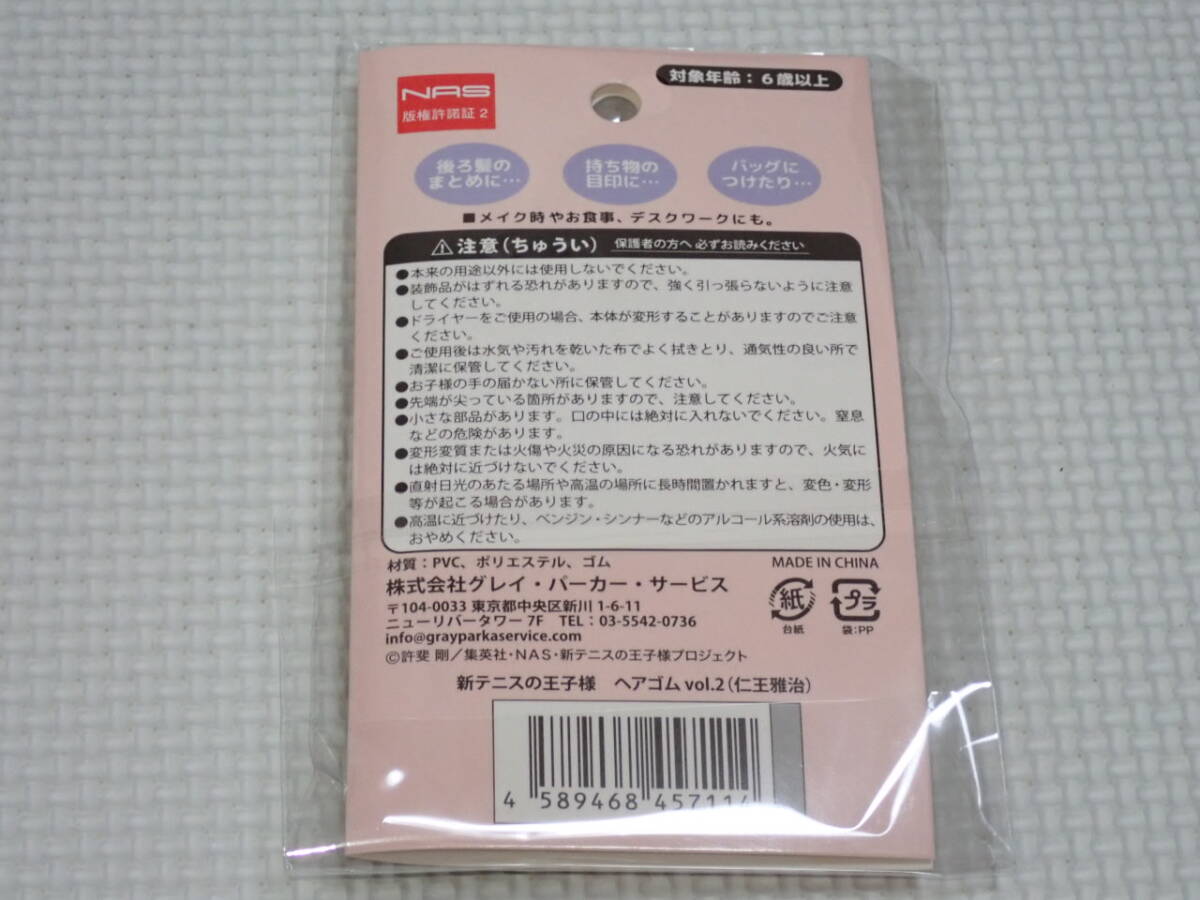 NAS
版権許諾証2
対象年齢：6歳以上
後ろ髪の
まとめに…
持ち物の
目印に…
バッグに
つけたり…
■メイク時やお食事、デスクワークにも。
⚠注意(ちゅうい) 保護者の方へ 必ずお読みください
●本来の用途以外には使用しないでください。
●装飾品がはずれる恐れがありますので、強く引っ張らないように注意
してください。
●ドライヤーをご使用の場合、本体が変形することがありますのでご注意
ください。
●ご使用後は水気や汚れを乾いた布でよく拭きとり、通気性の良い所で
清潔に保管してください。
●お子様の手の届かない所に保管してください。
●先端が尖っている箇所がありますので、注意してください。
●小さな部品があります。口の中には絶対に入れないでください。窒息
などの危険があります。
●変形変質または火傷や火災の原因になる恐れがありますので、火気に
は絶対に近づけないでください。
●直射日光のあたる場所や高温の場所に長時間置かれますと、変色・変形
等が起こる場合があります。
●高温に近づけたり、ベンジン・シンナーなどのアルコール系溶剤の使用は、
おやめください。
材質：PVC、ポリエステル、ゴム
MADE IN CHINA
株式会社グレイ・パーカー・サービス
〒104-0033 東京都中央区新川 1-6-11
ニューリバータワー 7F TEL：03-5542-0736
info@grayparkaservice.com
紙
台紙
プラ
袋：PP
©許斐 剛／集英社・NAS・新テニスの王子様プロジェクト
新テニスの王子様 ヘアゴム vol.2（仁王雅治）
4 589468 457114